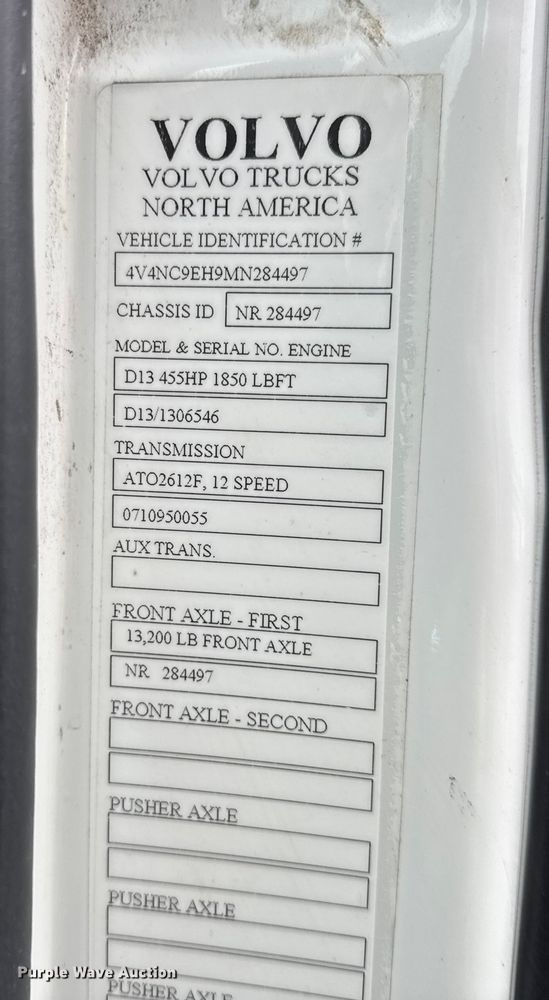 VOLVO
VOLVO TRUCKS
NORTH AMERICA
VEHICLE IDENTIFICATION #
4V4NC9EH9MN284497
CHASSIS ID NR 284497
MODEL & SERIAL NO. ENGINE
D13 455HP 1850 LBFT
D13/1306546
TRANSMISSION
ATO2612F, 12 SPEED
0710950055
AUX TRANS.
FRONT AXLE - FIRST
13,200 LB FRONT AXLE
NR 284497
FRONT AXLE - SECOND
PUSHER AXLE
PUSHER AXLE
PUSHER AXLE
Purple Wave Auction